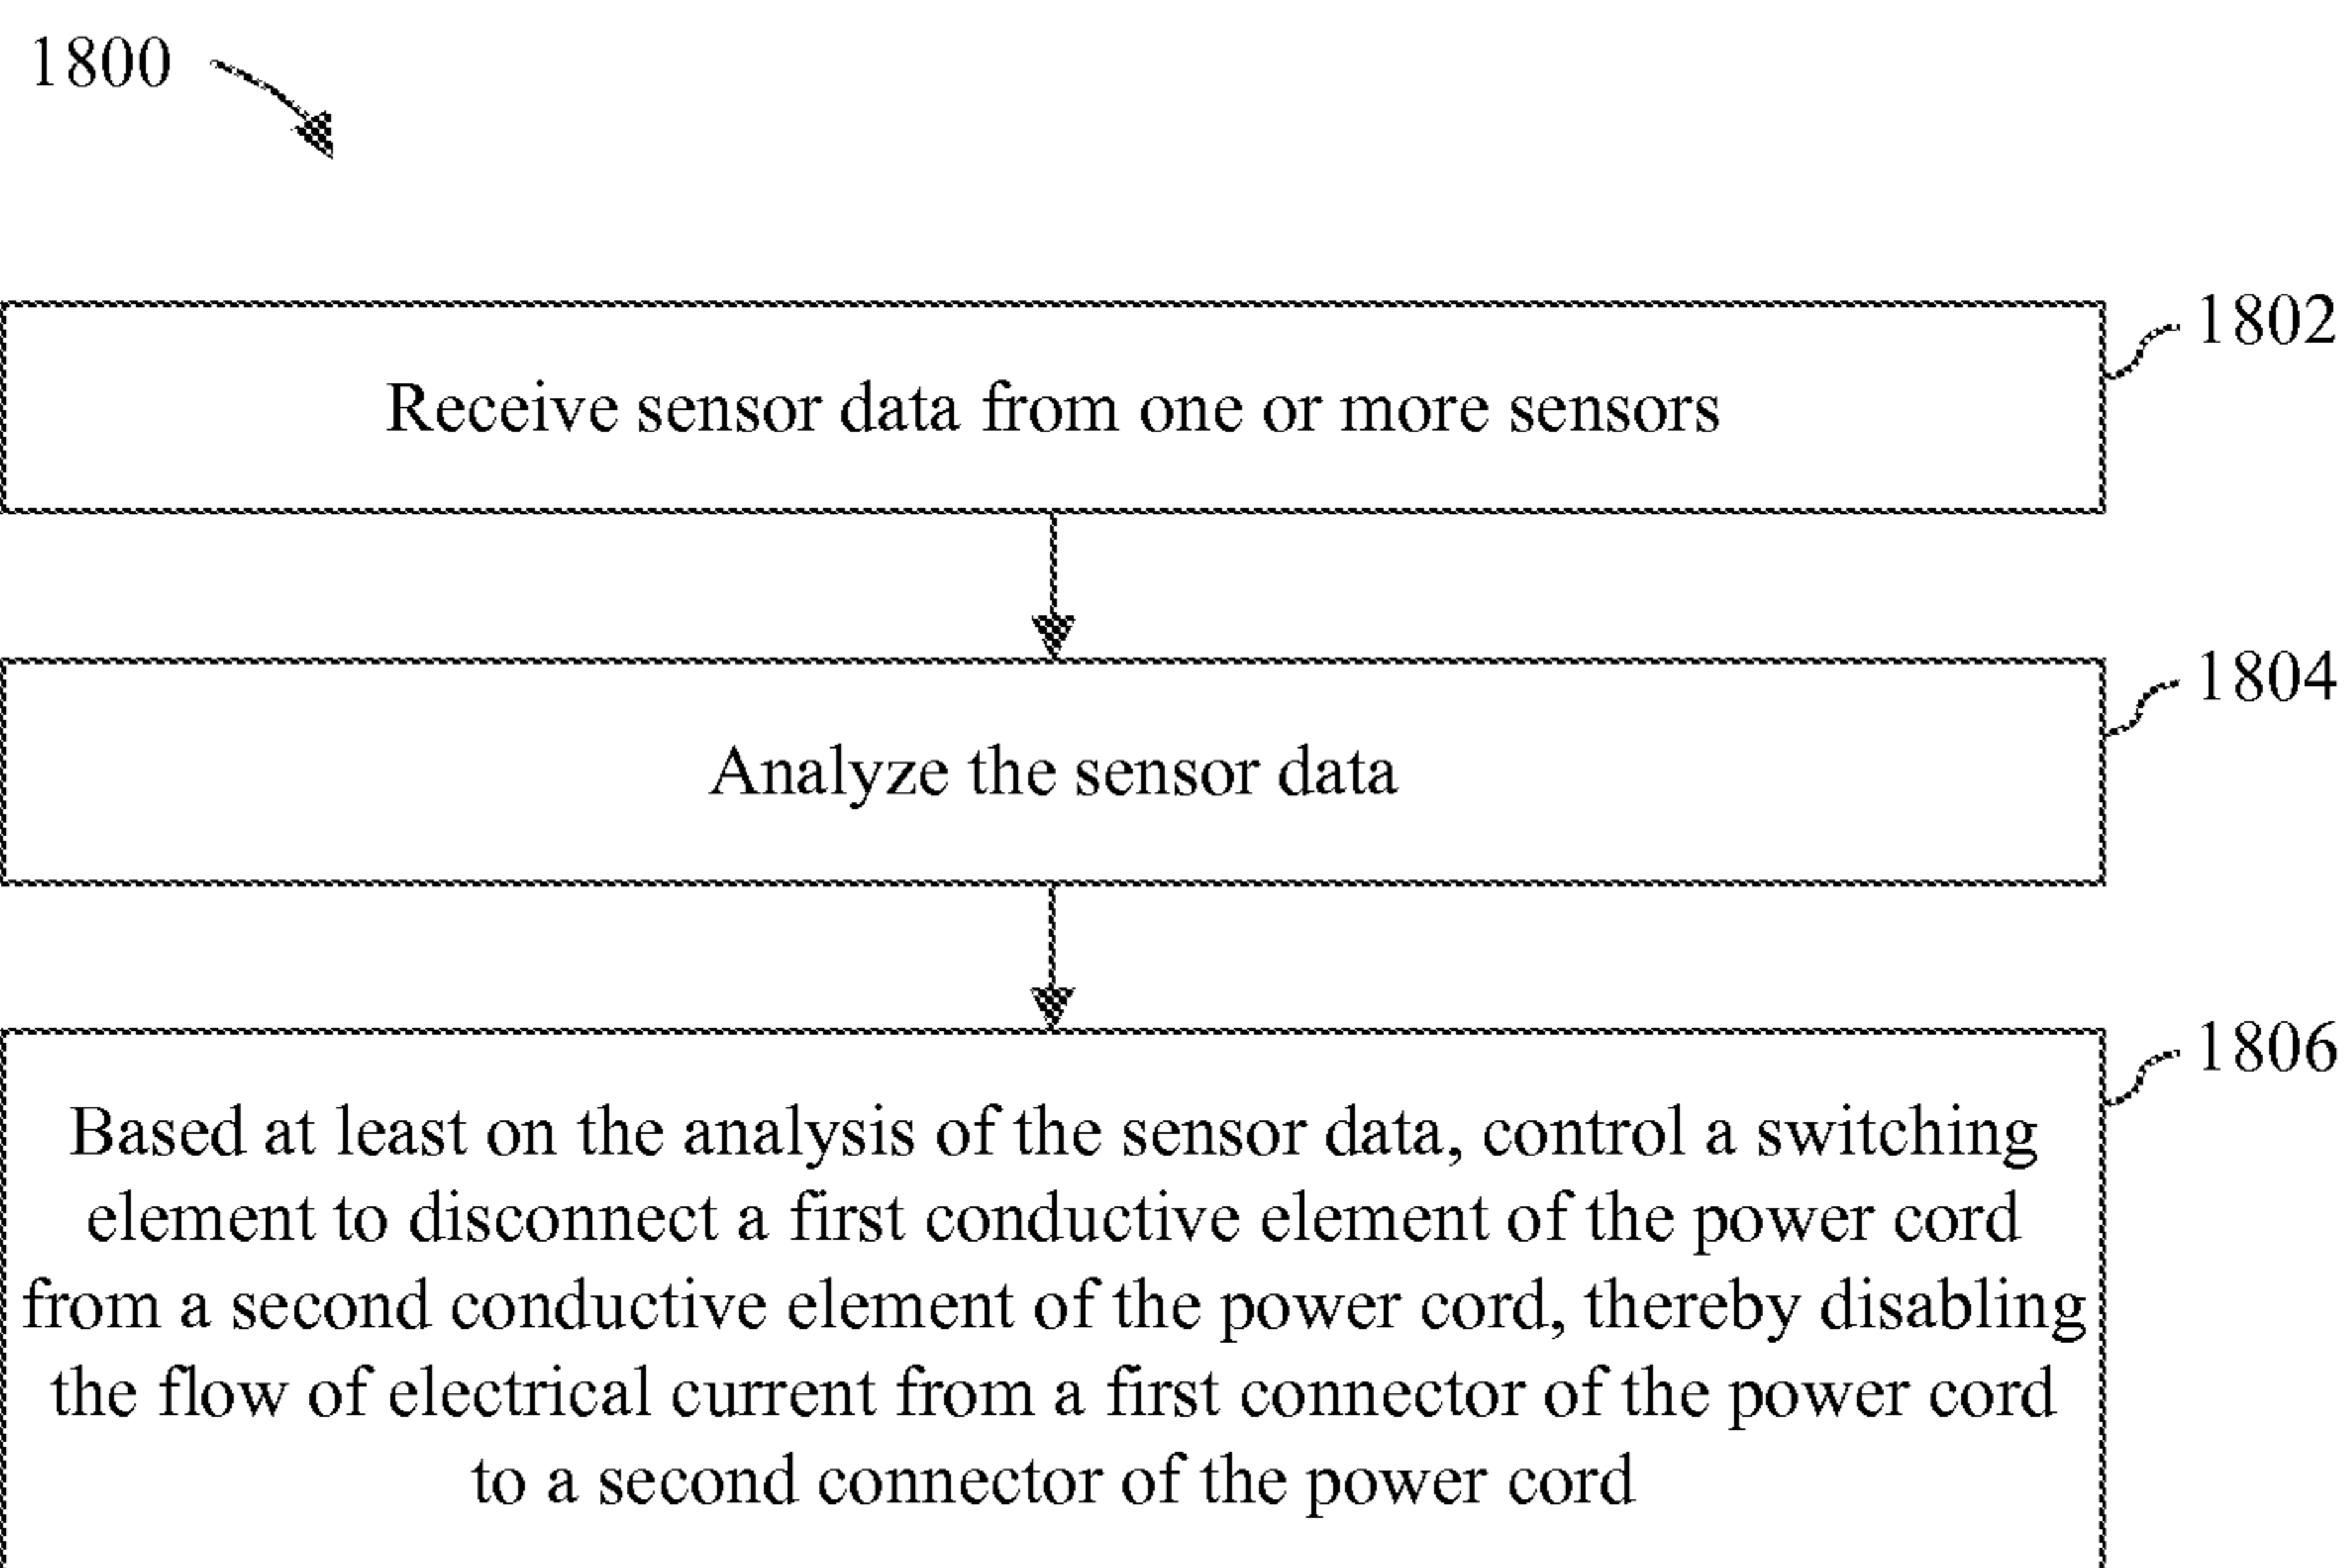 1800
1802
Receive sensor data from one or more sensors
1804
Analyze the sensor data
1806
Based at least on the analysis of the sensor data, control a switching
element to disconnect a first conductive element of the power cord
from a second conductive element of the power cord, thereby disabling
the flow of electrical current from a first connector of the power cord
to a second connector of the power cord